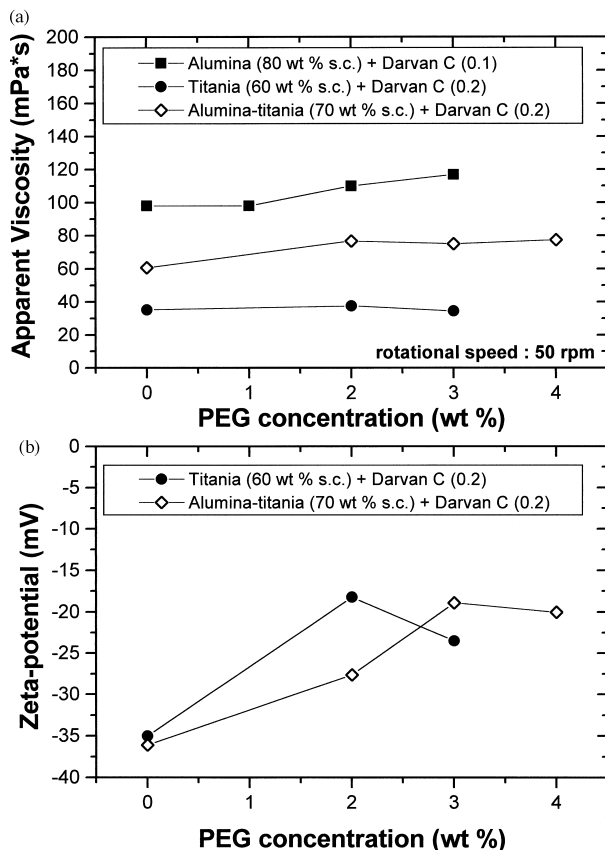 (a)
200
180
160
140
120
100
80
60
40
20
0
Apparent Viscosity (mPa*s)
Alumina (80 wt % s.c.) + Darvan C (0.1)
Titania (60 wt % s.c.) + Darvan C (0.2)
Alumina-titania (70 wt % s.c.) + Darvan C (0.2)
rotational speed : 50 rpm
0 1 2 3 4
PEG concentration (wt %)
(b)
0
-5
-10
-15
-20
-25
-30
-35
-40
Zeta-potential (mV)
Titania (60 wt % s.c.) + Darvan C (0.2)
Alumina-titania (70 wt % s.c.) + Darvan C (0.2)
0 1 2 3 4
PEG concentration (wt %)